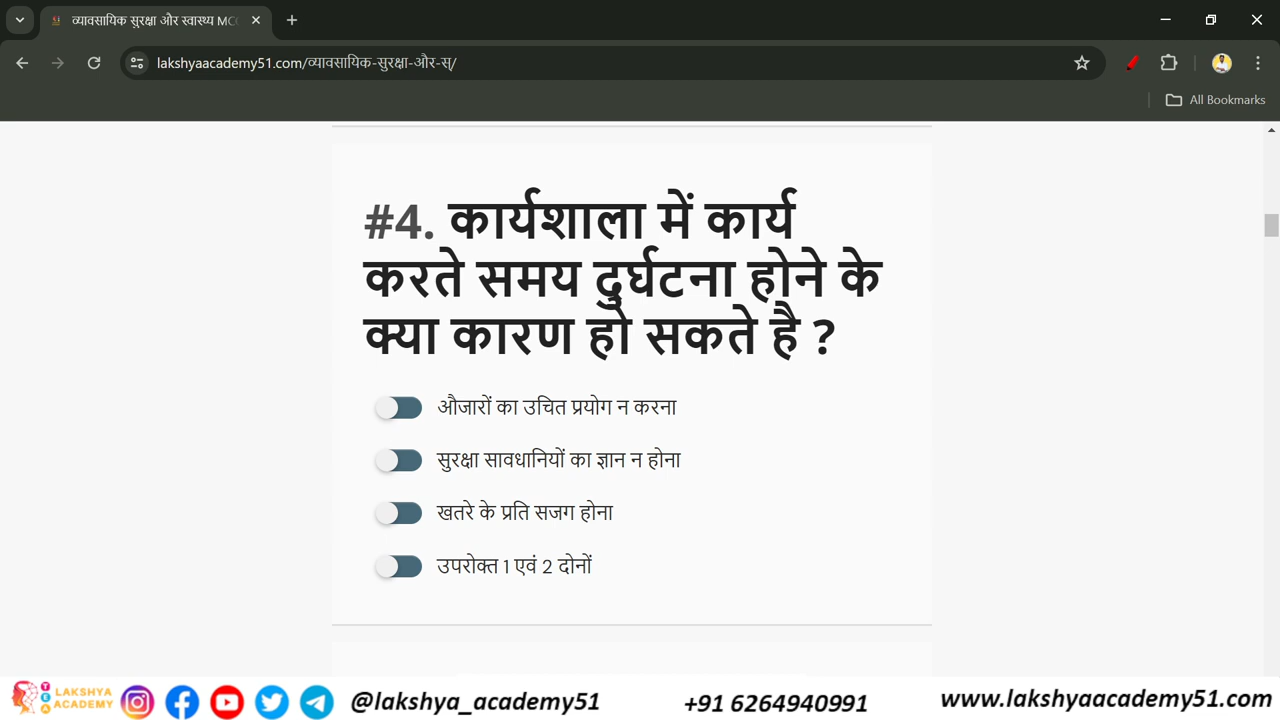 व्यावसायिक सुरक्षा और स्वास्थ्य MC
lakshyaacademy51.com/व्यावसायिक-सुरक्षा-और-स्/
All Bookmarks
#4. कार्यशाला में कार्य
करते समय दुर्घटना होने के
क्या कारण हो सकते है ?
औजारों का उचित प्रयोग न करना
सुरक्षा सावधानियों का ज्ञान न होना
खतरे के प्रति सजग होना
उपरोक्त 1 एवं 2 दोनों
LAKSHYA
ACADEMY
@lakshya_academy51
+91 6264940991
www.lakshyaacademy51.com